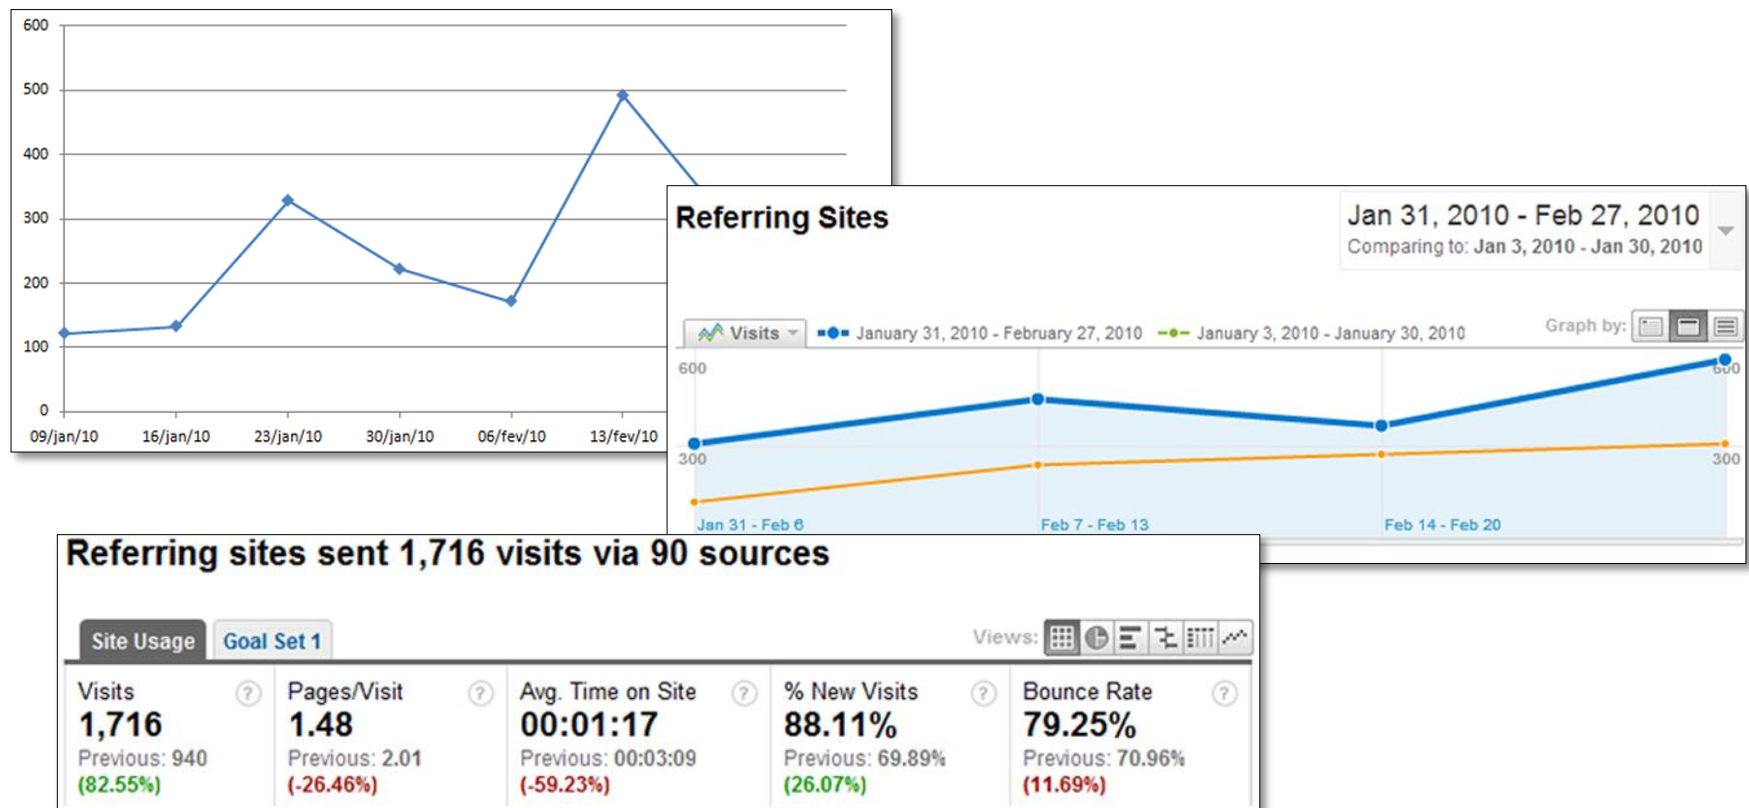 600
500
400
300
200
100
0
09/jan/10 16/jan/10 23/jan/10 30/jan/10 06/fev/10 13/fev/10
Referring Sites
Jan 31, 2010 - Feb 27, 2010
Comparing to: Jan 3, 2010 - Jan 30, 2010
Visits January 31, 2010 - February 27, 2010 January 3, 2010 - January 30, 2010 Graph by:
600 600
300 300
Jan 31 - Feb 6 Feb 7 - Feb 13 Feb 14 - Feb 20
Referring sites sent 1,716 visits via 90 sources
Site Usage Goal Set 1 Views:
Visits ? Pages/Visit ? Avg. Time on Site ? % New Visits ? Bounce Rate ?
1,716 1.48 00:01:17 88.11% 79.25%
Previous: 940 Previous: 2.01 Previous: 00:03:09 Previous: 69.89% Previous: 70.96%
(82.55%) (-26.46%) (-59.23%) (26.07%) (11.69%)